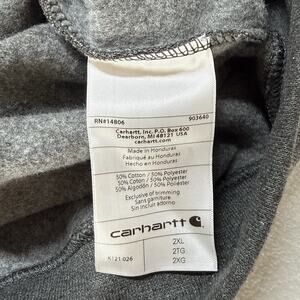 RN#14806 903640
Carhartt, Inc. P.O. Box 600
Dearborn, MI 48121 USA
carhartt.com
Made in Honduras
Fabriqué au Honduras
Hecho en Honduras
50% Cotton / 50% Polyester
50% Coton / 50% Polyester
50% Algodón / 50% Poliéster
Exclusive of trimming
Sans garniture
Sin incluir adorno
carhartt
K121 026
2XL
2TG
2XG